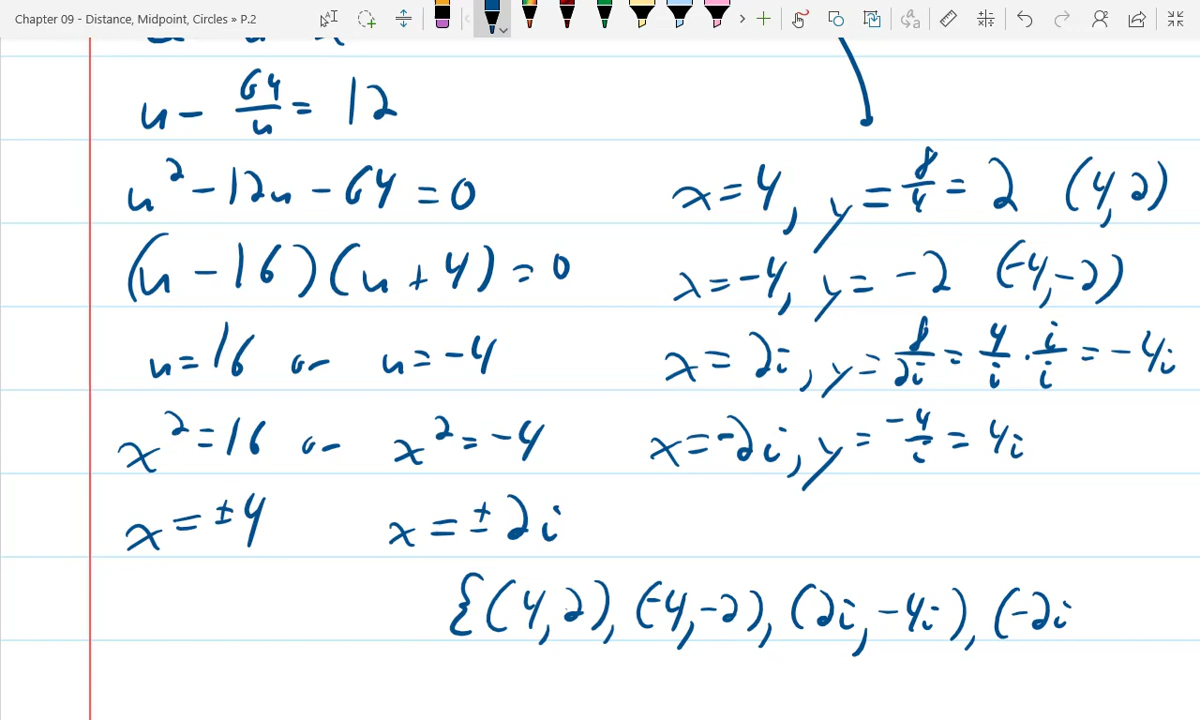 Chapter 09 - Distance, Midpoint, Circles » P.2
u - 64/u = 12
u² - 12u - 64 = 0
(u - 16)(u + 4) = 0
u = 16 or u = -4
x² = 16 or x² = -4
x = ±4 x = ±2i
x = 4, y = 8/4 = 2 (4, 2)
x = -4, y = -2 (-4, -2)
x = 2i, y = 8/2i = 4/i · i/i = -4i
x = -2i, y = -4/i = 4i
{(4, 2), (-4, -2), (2i, -4i), (-2i